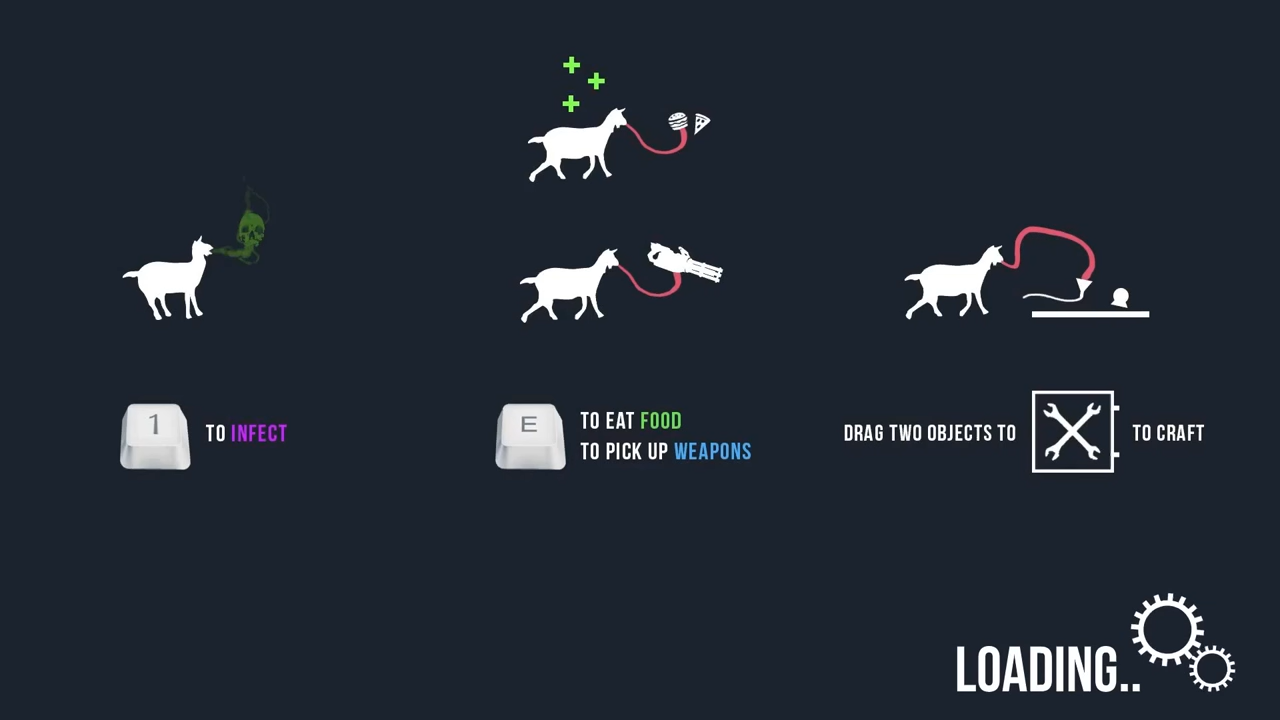 1
TO INFECT
E
TO EAT FOOD
TO PICK UP WEAPONS
DRAG TWO OBJECTS TO
TO CRAFT
LOADING..